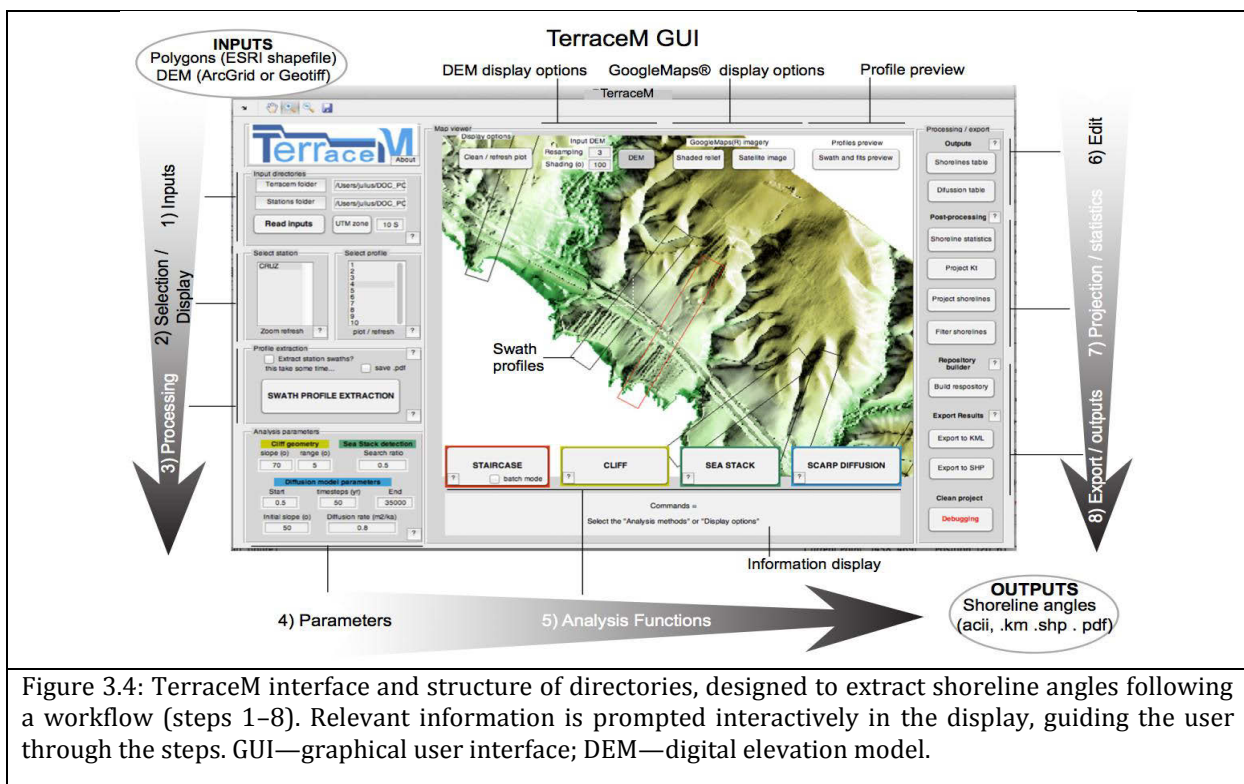 INPUTS
Polygons (ESRI shapefile)
DEM (ArcGrid or Geotiff)
TerraceM GUI
DEM display options
GoogleMaps® display options
Profile preview
TerraceM
1) Inputs
2) Selection /
Display
3) Processing
TerraceM
About
Input directories
Terracem folder
/Users/julius/DOC_PC
Stations folder
/Users/julius/DOC_PC
Read inputs
UTM zone
10 S
?
Select station
CRUZ
Zoom refresh
?
Select profile
1
2
3
4
5
6
7
8
9
10
plot / refresh
?
Profile extraction
?
Extract station swaths?
this take some time...
save .pdf
SWATH PROFILE EXTRACTION
?
Analysis parameters
Cliff geometry
slope (o)
range (o)
70
5
Sea Stack detection
Search ratio
0.5
Diffusion model parameters
Start
timesteps (yr)
End
0.5
50
35000
Initial slope (o)
Diffusion rate (m2/ka)
50
0.8
?
Map viewer
Display options
Clean / refresh plot
Input DEM
Resampling
3
Shading (o)
100
DEM
GoogleMaps(R) imagery
Shaded relief
Satellite image
Profiles preview
Swath and fits preview
Swath
profiles
STAIRCASE
?
batch mode
CLIFF
?
SEA STACK
?
SCARP DIFFUSION
?
Commands »
Select the "Analysis methods" or "Display options"
Information display
Processing / export
Outputs
?
Shorelines table
Difussion table
Post-processing
?
Shoreline statistics
Project Kt
Project shorelines
Filter shorelines
Repository
builder
?
Build respository
Export Results
?
Export to KML
Export to SHP
Clean project
Debugging
6) Edit
7) Projection / statistics
8) Export / outputs
4) Parameters
5) Analysis Functions
OUTPUTS
Shoreline angles
(acii, .km .shp . pdf)
Figure 3.4: TerraceM interface and structure of directories, designed to extract shoreline angles following
a workflow (steps 1–8). Relevant information is prompted interactively in the display, guiding the user
through the steps. GUI—graphical user interface; DEM—digital elevation model.